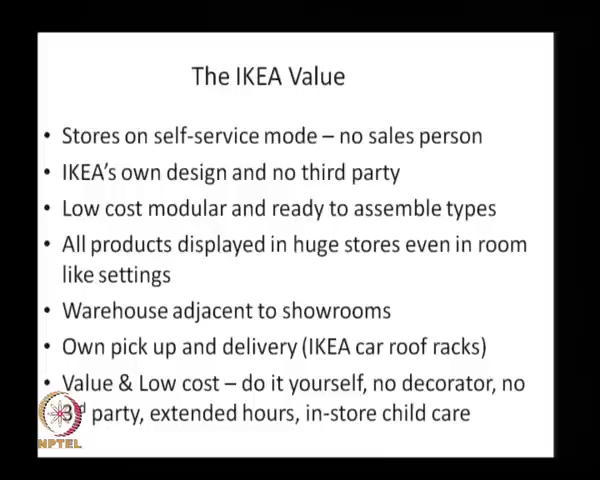 The IKEA Value
• Stores on self-service mode – no sales person
• IKEA's own design and no third party
• Low cost modular and ready to assemble types
• All products displayed in huge stores even in room
like settings
• Warehouse adjacent to showrooms
• Own pick up and delivery (IKEA car roof racks)
• Value & Low cost – do it yourself, no decorator, no
3rd party, extended hours, in-store child care
NPTEL